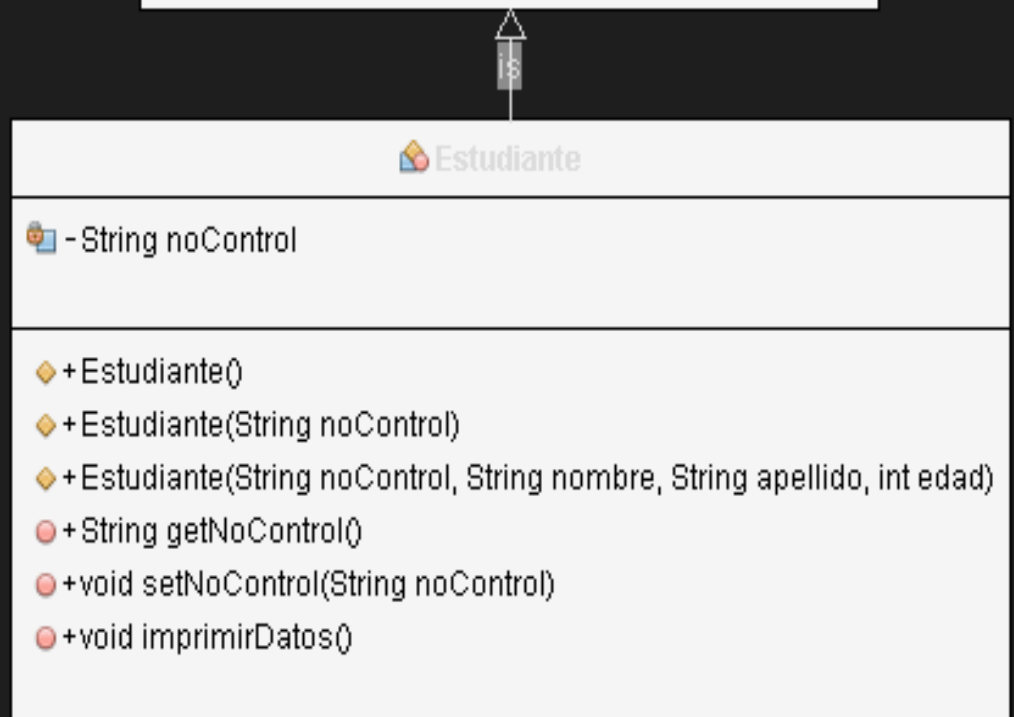 is
Estudiante
-String noControl
+Estudiante()
+Estudiante(String noControl)
+Estudiante(String noControl, String nombre, String apellido, int edad)
+String getNoControl()
+void setNoControl(String noControl)
+void imprimirDatos()